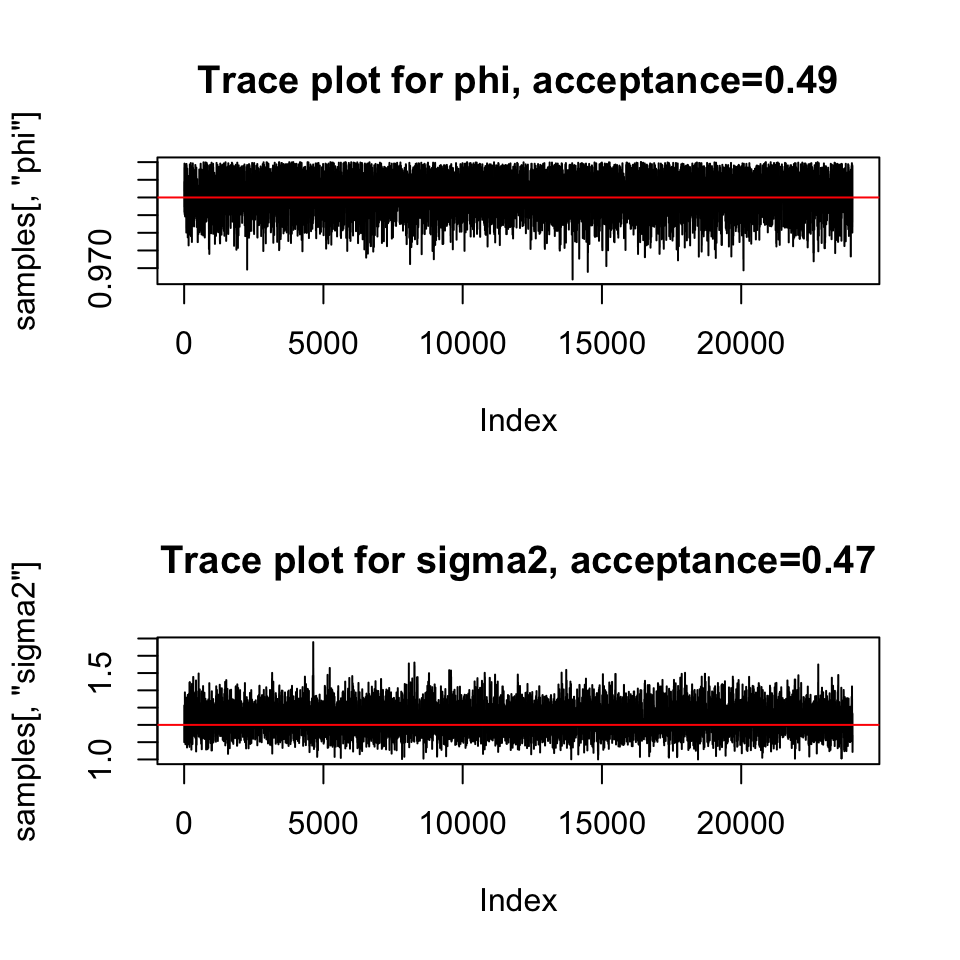 Trace plot for phi, acceptance=0.49
samples[, "phi"]
0.970
0 5000 10000 15000 20000
Index
Trace plot for sigma2, acceptance=0.47
samples[, "sigma2"]
1.5
1.0
0 5000 10000 15000 20000
Index